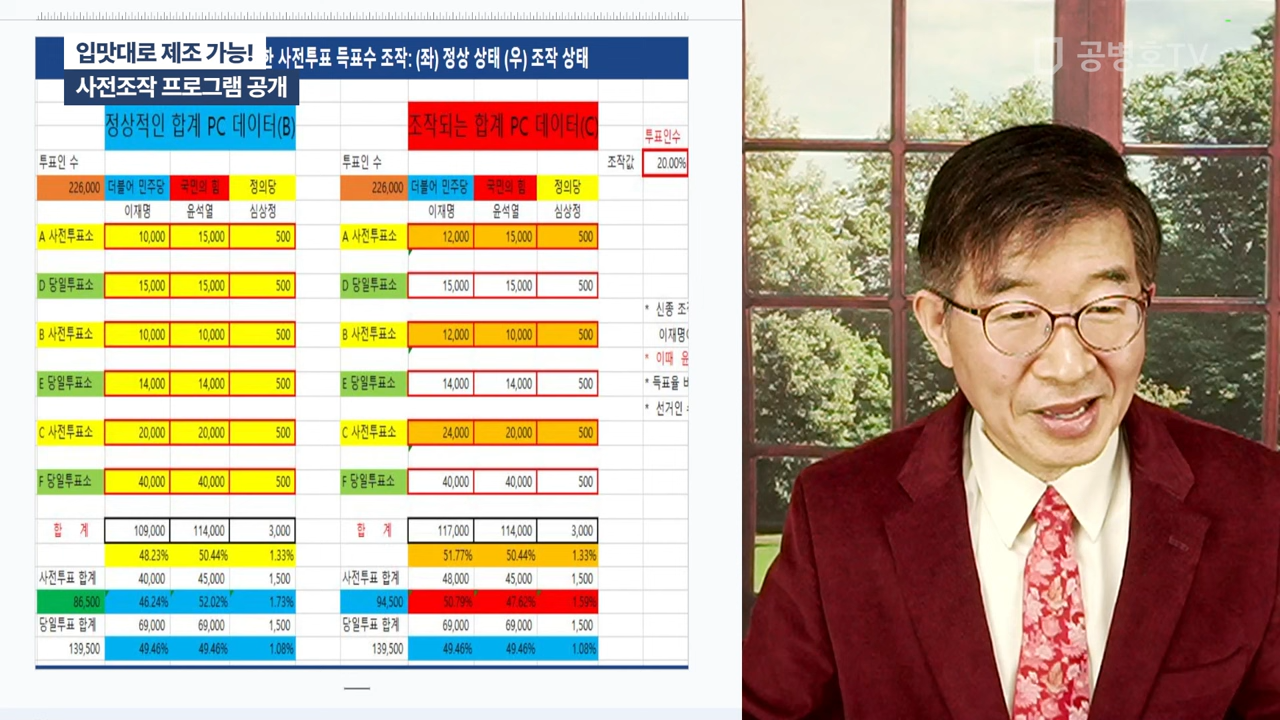 입맛대로 제조 가능!
한 사전투표 득표수 조작: (좌) 정상 상태 (우) 조작 상태
사전조작 프로그램 공개
공병호TV
정상적인 합계 PC 데이터(B)
조작되는 합계 PC 데이터(C)
투표인수
투표인 수
투표인 수
조작값 20.00%
226,000 더불어 민주당 국민의 힘 정의당
226,000 더불어 민주당 국민의 힘 정의당
이재명 윤석열 심상정
이재명 윤석열 심상정
A 사전투표소 10,000 15,000 500
A 사전투표소 12,000 15,000 500
D 당일투표소 15,000 15,000 500
D 당일투표소 15,000 15,000 500
* 신종 조
B 사전투표소 10,000 10,000 500
B 사전투표소 12,000 10,000 500
이재명
* 이때 윤
E 당일투표소 14,000 14,000 500
E 당일투표소 14,000 14,000 500
* 득표율 비
* 선거인
C 사전투표소 20,000 20,000 500
C 사전투표소 24,000 20,000 500
F 당일투표소 40,000 40,000 500
F 당일투표소 40,000 40,000 500
합 계 109,000 114,000 3,000
합 계 117,000 114,000 3,000
48.23% 50.44% 1.33%
51.77% 50.44% 1.33%
사전투표 합계 40,000 45,000 1,500
사전투표 합계 48,000 45,000 1,500
86,500 46.24% 52.02% 1.73%
94,500 50.79% 47.62% 1.59%
당일투표 합계 69,000 69,000 1,500
당일투표 합계 69,000 69,000 1,500
139,500 49.46% 49.46% 1.08%
139,500 49.46% 49.46% 1.08%